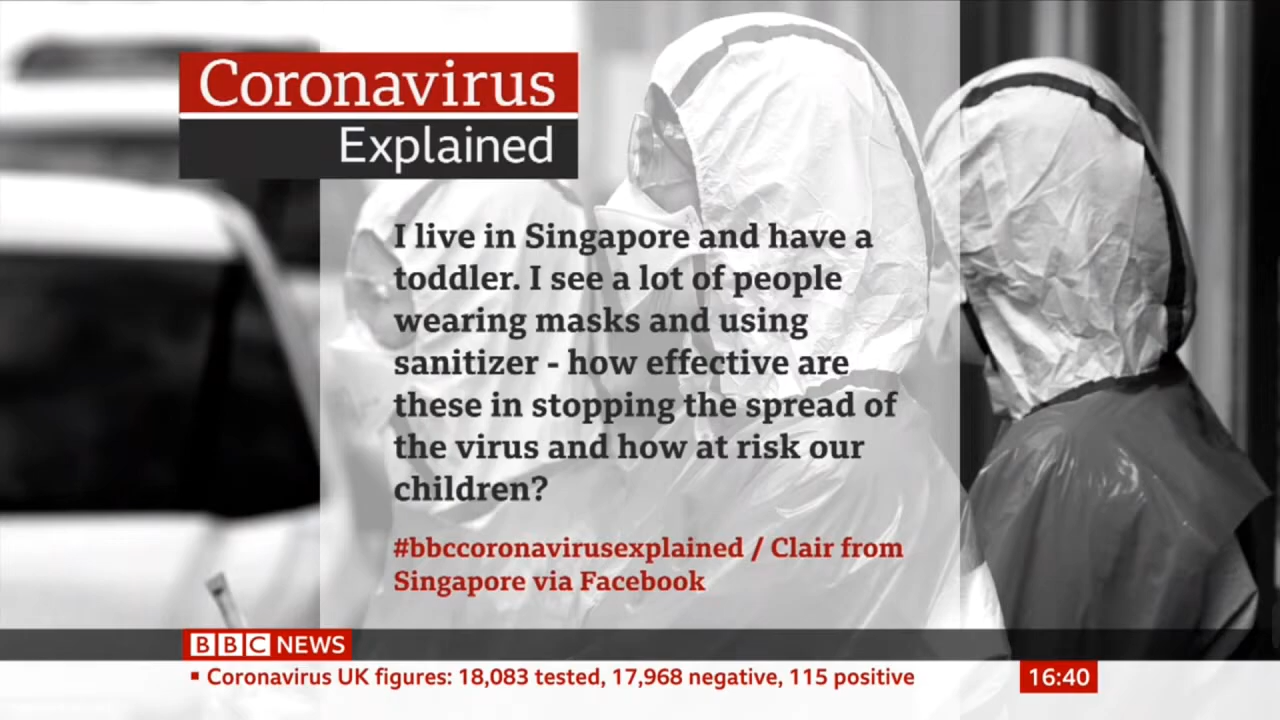 Coronavirus
Explained
I live in Singapore and have a
toddler. I see a lot of people
wearing masks and using
sanitizer - how effective are
these in stopping the spread of
the virus and how at risk our
children?
#bbccoronavirusexplained / Clair from
Singapore via Facebook
BBC NEWS
▪ Coronavirus UK figures: 18,083 tested, 17,968 negative, 115 positive
16:40